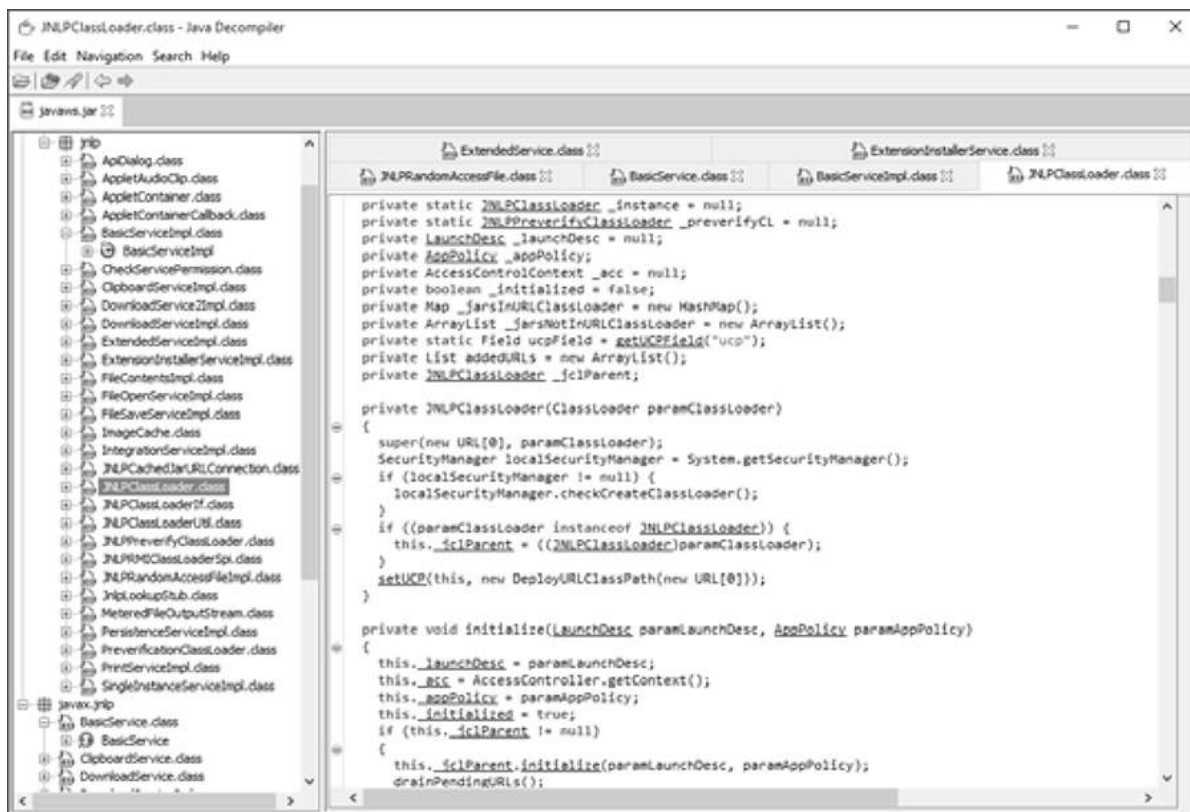 JNLPClassLoader.class - Java Decompiler
File Edit Navigation Search Help
javaws.jar
jnlp
ApiDialog.class
AppletAudioClip.class
AppletContainer.class
AppletContainerCallback.class
BasicServiceImpl.class
BasicServiceImpl
CheckServicePermission.class
ClipboardServiceImpl.class
DownloadService2Impl.class
DownloadServiceImpl.class
ExtendedServiceImpl.class
ExtensionInstallerServiceImpl.class
FileContentsImpl.class
FileOpenServiceImpl.class
FileSaveServiceImpl.class
ImageCache.class
IntegrationServiceImpl.class
JNLPCachedJarURLConnection.class
JNLPClassLoader.class
JNLPClassLoaderIf.class
JNLPClassLoaderUtil.class
JNLPPreverifyClassLoader.class
JNLPRMIClassLoaderSpi.class
JNLPRandomAccessFileImpl.class
JnlpLookupStub.class
MeteredFileOutputStream.class
PersistenceServiceImpl.class
PreverificationClassLoader.class
PrintServiceImpl.class
SingleInstanceServiceImpl.class
javax.jnlp
BasicService.class
BasicService
ClipboardService.class
DownloadService.class
ExtendedService.class ExtensionInstallerService.class
JNLPRandomAccessFile.class BasicService.class BasicServiceImpl.class JNLPClassLoader.class
private static JNLPClassLoader _instance = null;
private static JNLPPreverifyClassLoader _preverifyCL = null;
private LaunchDesc _launchDesc = null;
private AppPolicy _appPolicy;
private AccessControlContext _acc = null;
private boolean _initialized = false;
private Map _jarsInURLClassLoader = new HashMap();
private ArrayList _jarsNotInURLClassLoader = new ArrayList();
private static Field ucpField = getUCPField("ucp");
private List addedURLs = new ArrayList();
private JNLPClassLoader _jclParent;
private JNLPClassLoader(ClassLoader paramClassLoader)
{
super(new URL[0], paramClassLoader);
SecurityManager localSecurityManager = System.getSecurityManager();
if (localSecurityManager != null) {
localSecurityManager.checkCreateClassLoader();
}
if ((paramClassLoader instanceof JNLPClassLoader)) {
this._jclParent = ((JNLPClassLoader)paramClassLoader);
}
setUCP(this, new DeployURLClassPath(new URL[0]));
}
private void initialize(LaunchDesc paramLaunchDesc, AppPolicy paramAppPolicy)
{
this._launchDesc = paramLaunchDesc;
this._acc = AccessController.getContext();
this._appPolicy = paramAppPolicy;
this._initialized = true;
if (this._jclParent != null)
{
this._jclParent.initialize(paramLaunchDesc, paramAppPolicy);
drainPendingURLs();